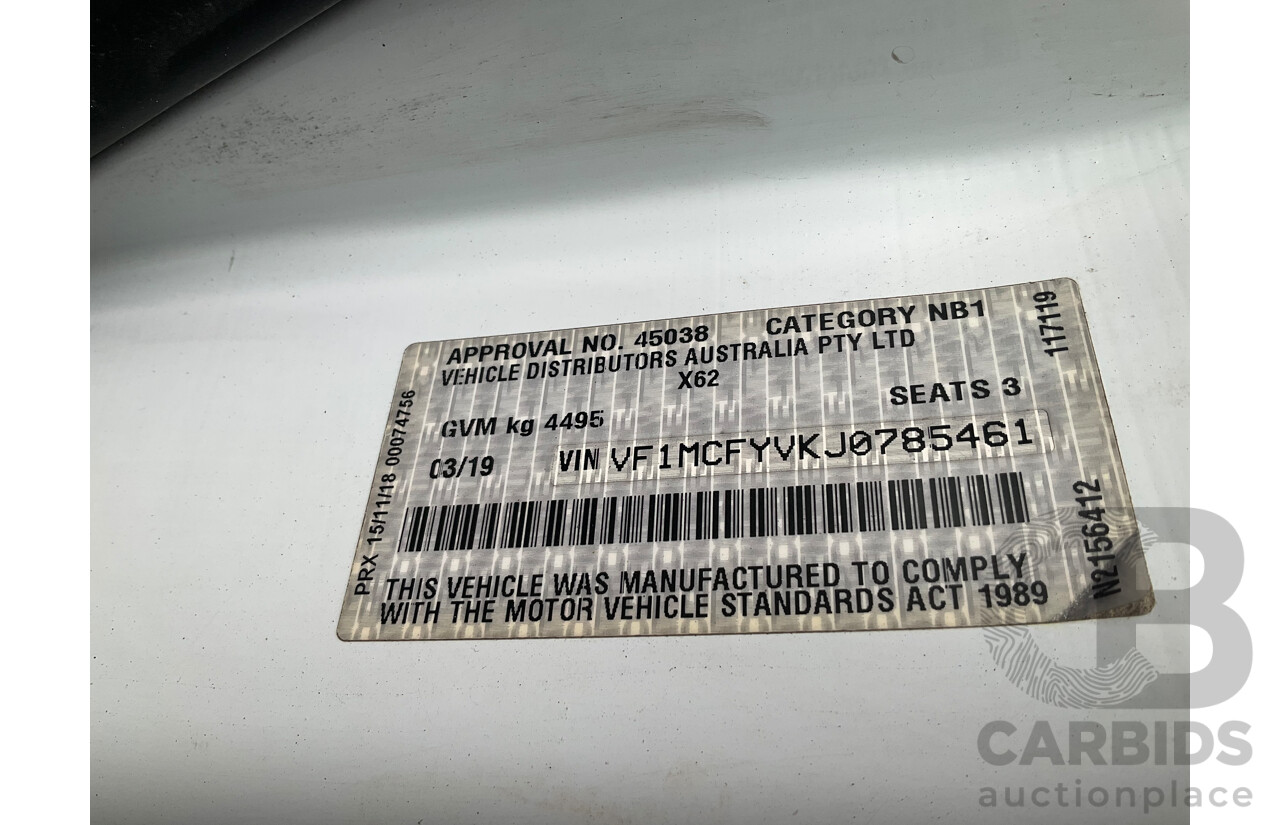 APPROVAL NO. 45038 CATEGORY NB1
VEHICLE DISTRIBUTORS AUSTRALIA PTY LTD
X62
GVM kg 4495 SEATS 3
03/19 VIN VF1MCFYVKJ0785461
THIS VEHICLE WAS MANUFACTURED TO COMPLY
WITH THE MOTOR VEHICLE STANDARDS ACT 1989
PRX 15/11/18 00074756
117119
N2156412
CB
CARBIDS
auctionplace